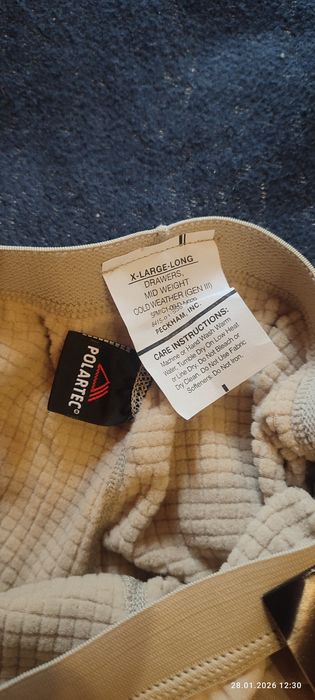 X-LARGE-LONG
DRAWERS,
MID WEIGHT
COLD WEATHER (GEN III)
PECKHAM, INC.
CARE INSTRUCTIONS:
Machine or Hand Wash Warm
Water, Tumble Dry On Low Heat
or Line Dry. Do Not Bleach or
Dry Clean. Do Not Use Fabric
Softeners. Do Not Iron.
POLARTEC®
28.01.2026 12:30